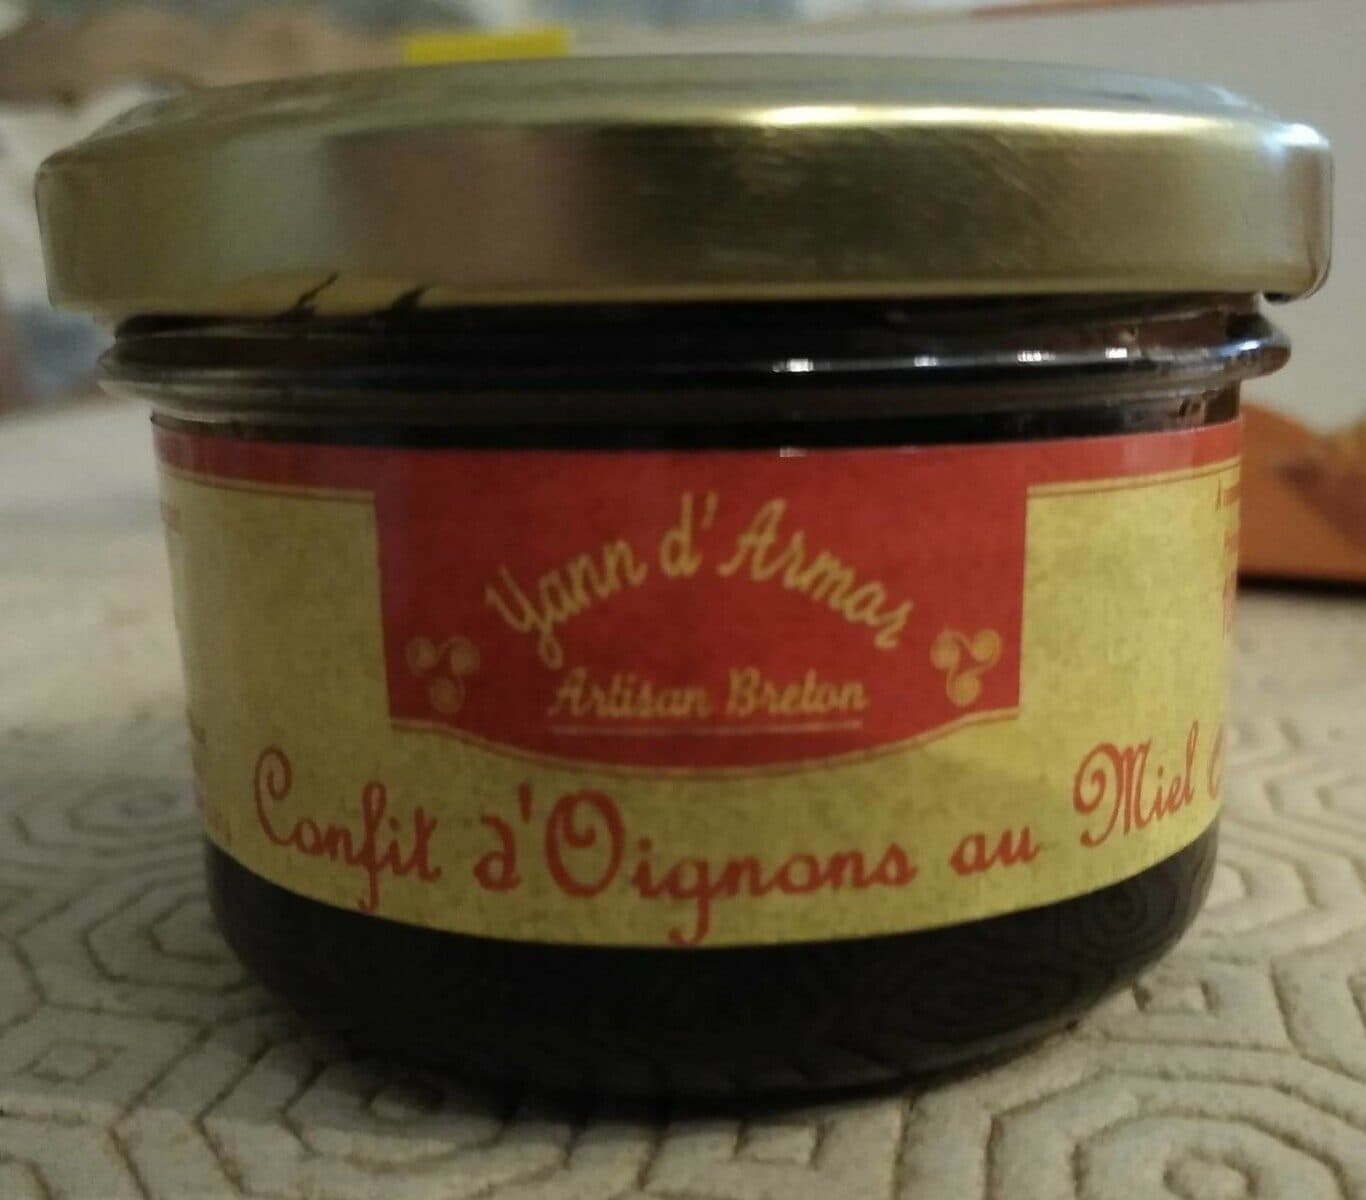 Yann d'Armor
Artisan Breton
Confit d'Oignons au Miel